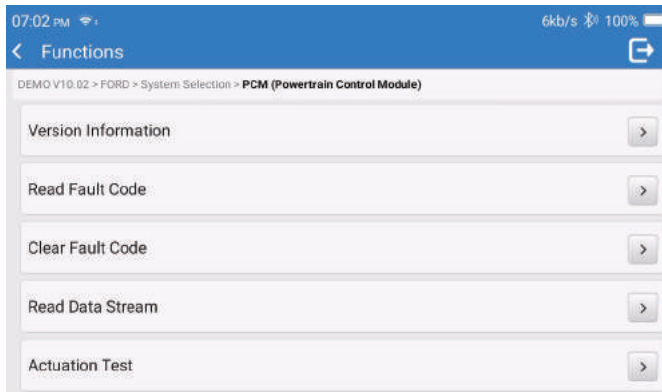 07:02 PM 6kb/s 100%
Functions
DEMO V10.02 > FORD > System Selection > PCM (Powertrain Control Module)
Version Information
Read Fault Code
Clear Fault Code
Read Data Stream
Actuation Test